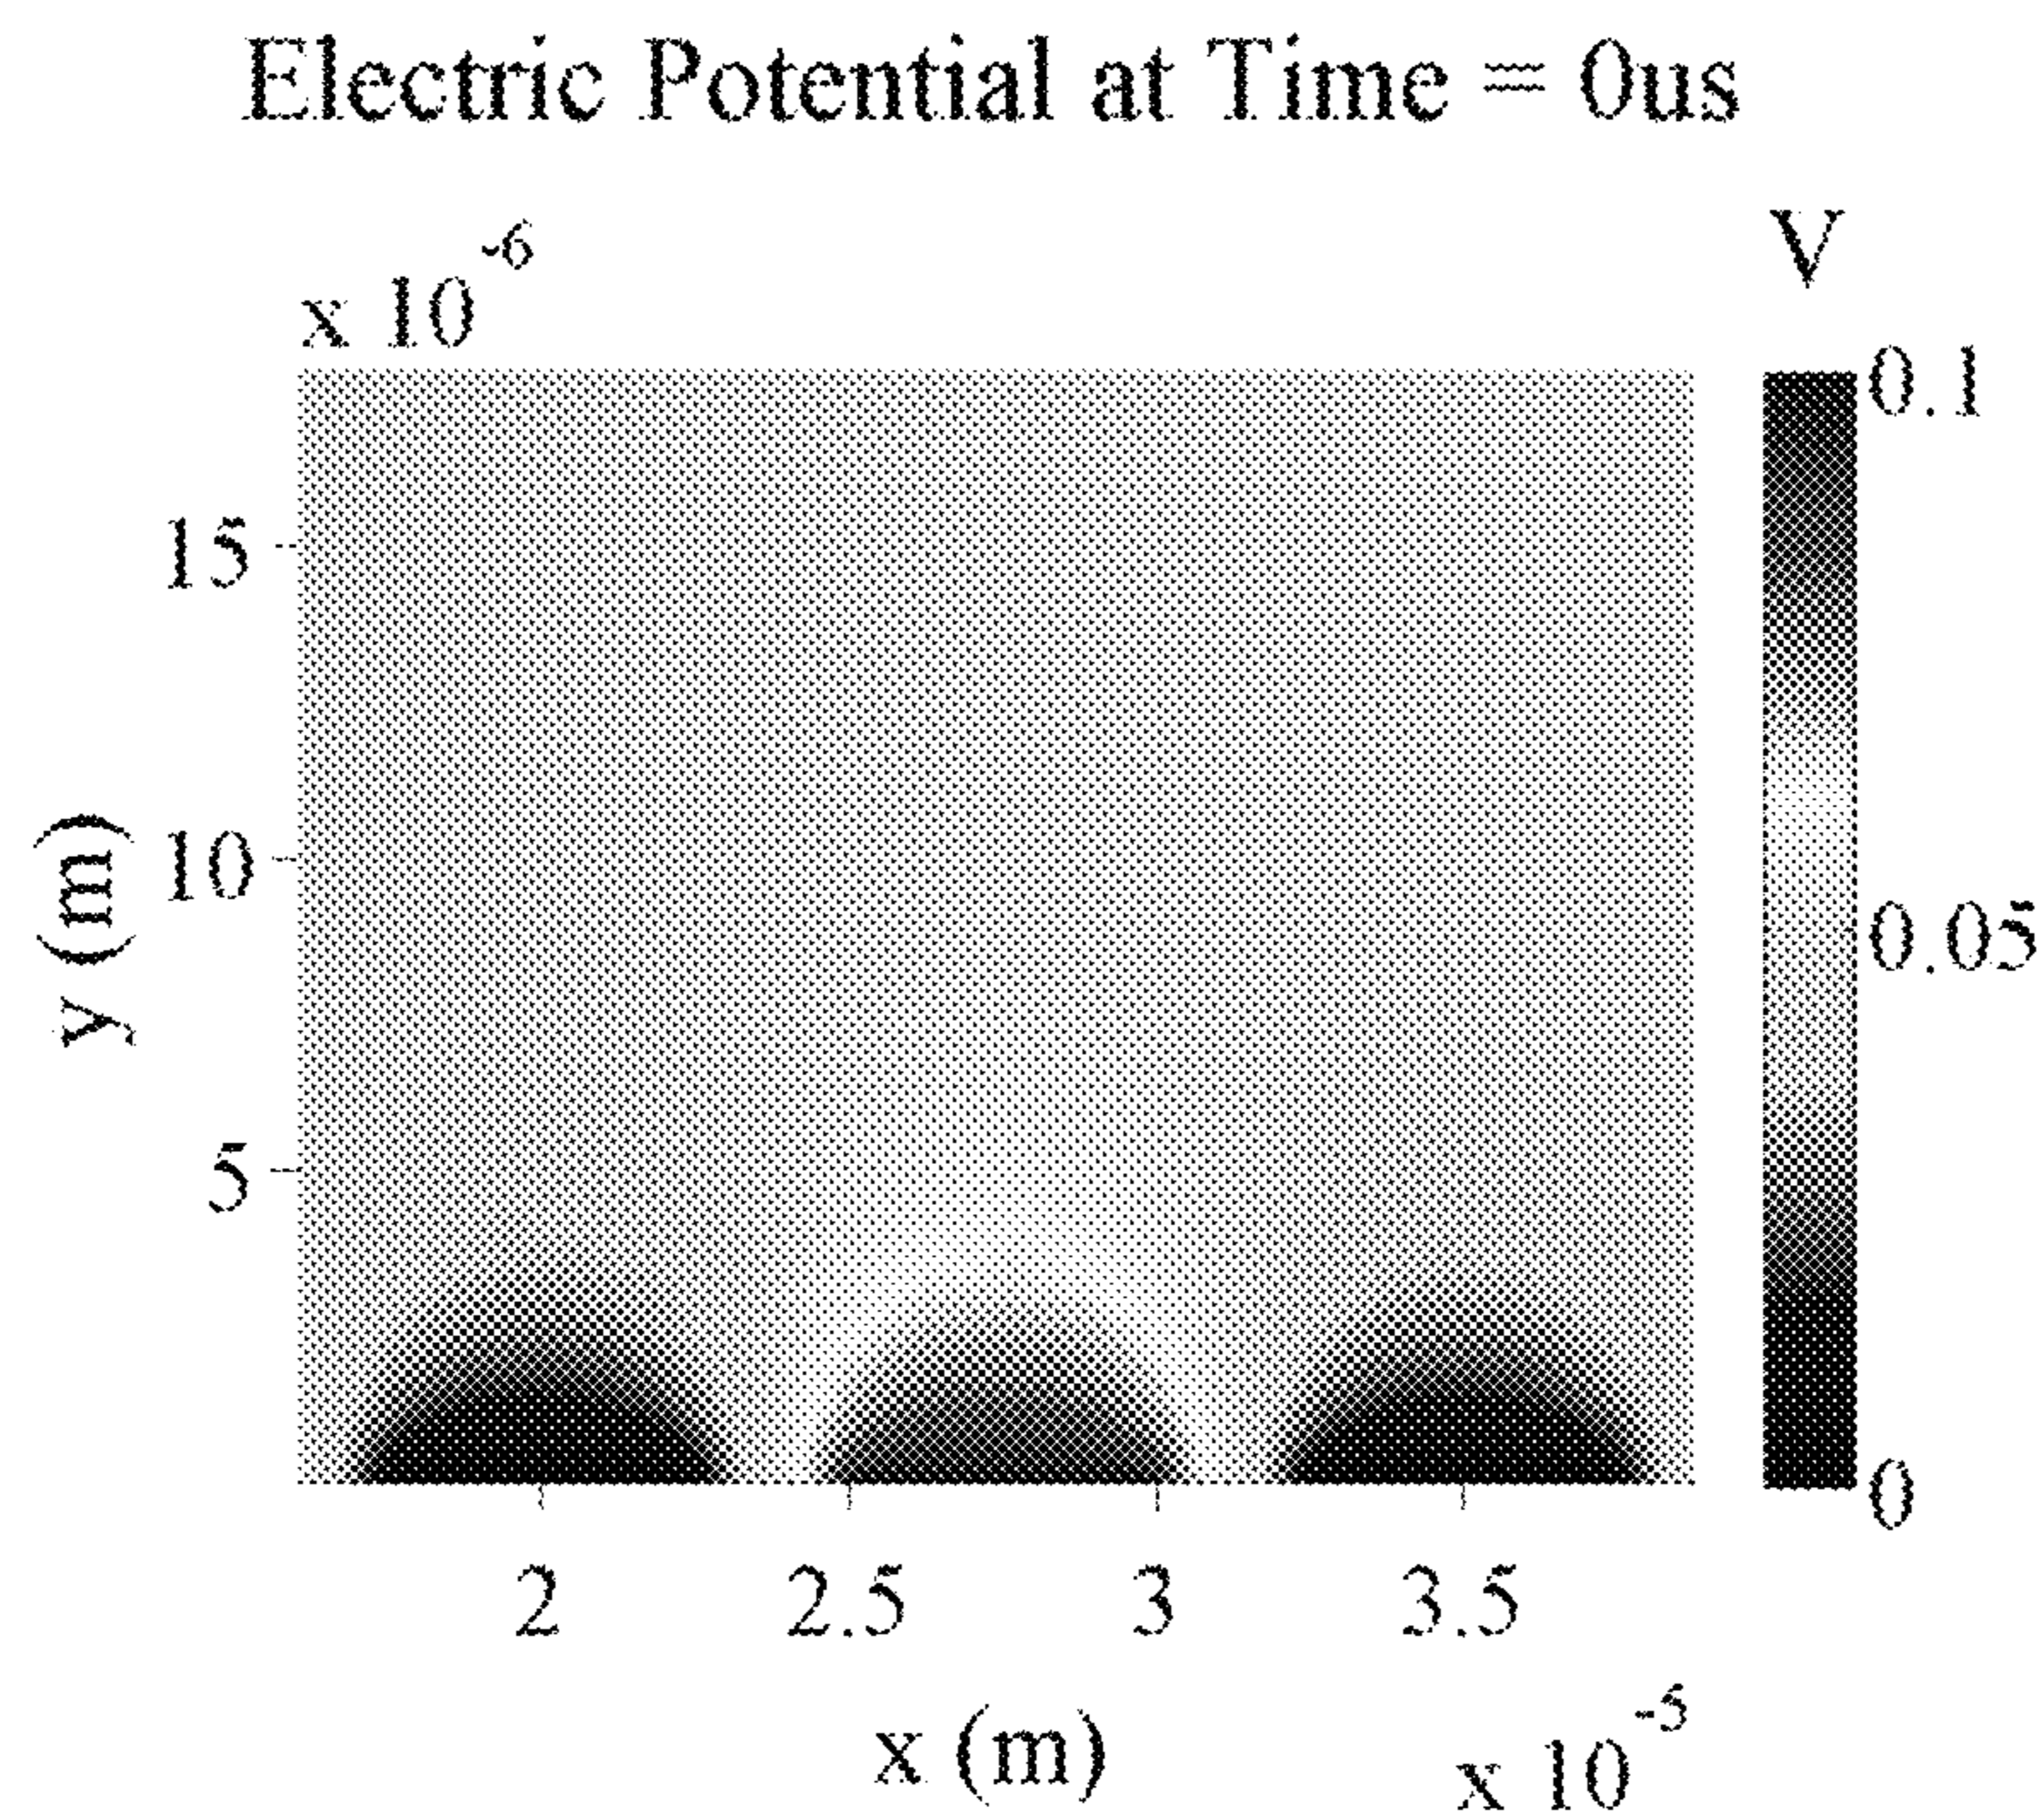 Electric Potential at Time = 0us
x 10^-6
V
0.1
15
10
0.05
5
0
y (m)
2 2.5 3 3.5
x (m)
x 10^-5